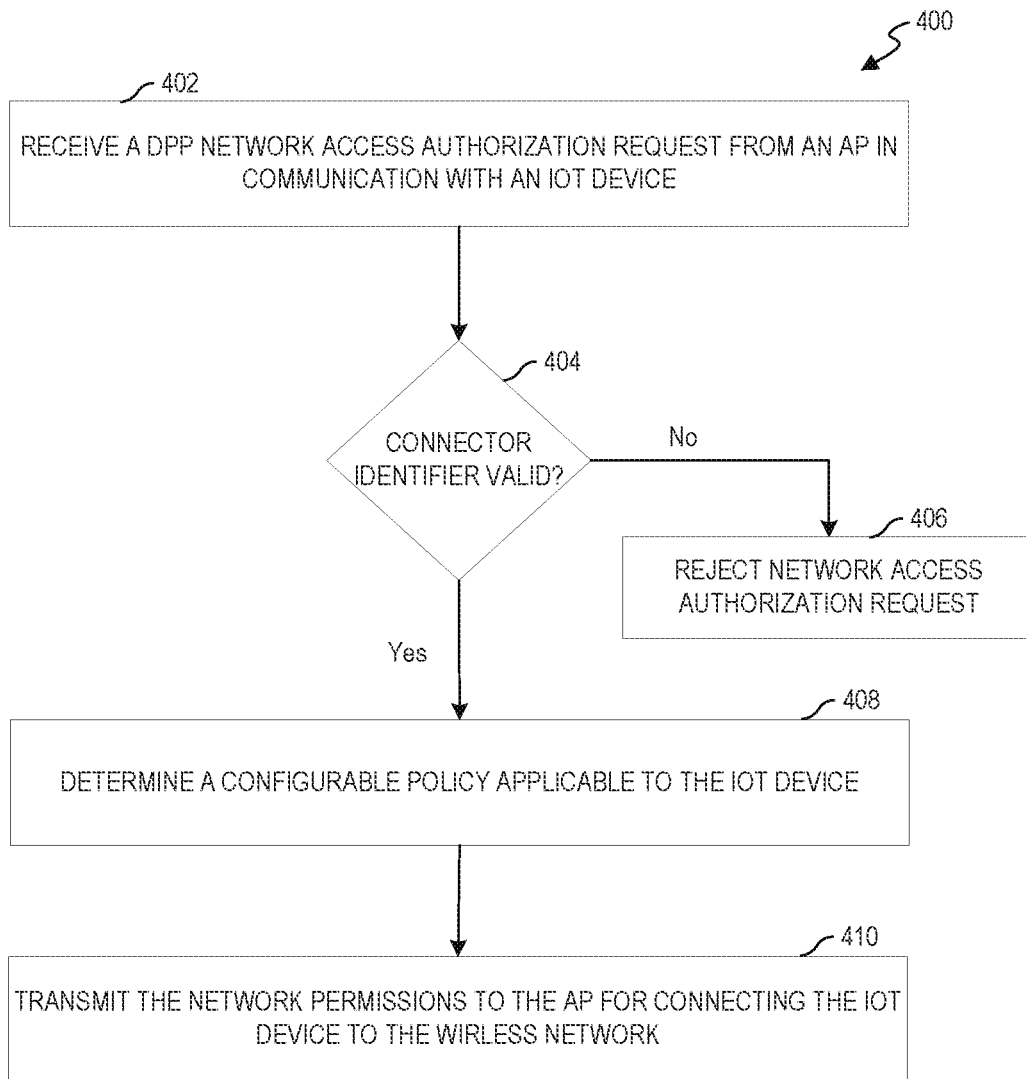 400
402
RECEIVE A DPP NETWORK ACCESS AUTHORIZATION REQUEST FROM AN AP IN
COMMUNICATION WITH AN IOT DEVICE
404
CONNECTOR
IDENTIFIER VALID?
No
406
REJECT NETWORK ACCESS
AUTHORIZATION REQUEST
Yes
408
DETERMINE A CONFIGURABLE POLICY APPLICABLE TO THE IOT DEVICE
410
TRANSMIT THE NETWORK PERMISSIONS TO THE AP FOR CONNECTING THE IOT
DEVICE TO THE WIRLESS NETWORK